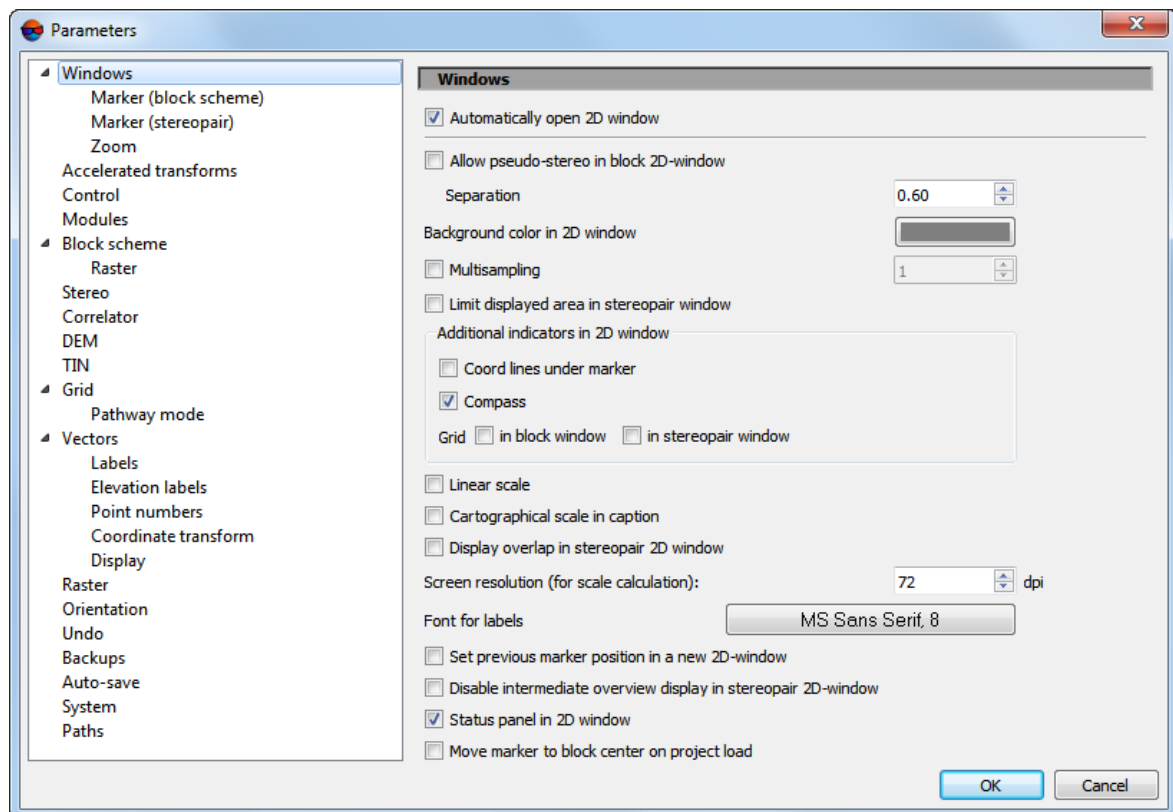 Parameters
Windows
Marker (block scheme)
Marker (stereopair)
Zoom
Accelerated transforms
Control
Modules
Block scheme
Raster
Stereo
Correlator
DEM
TIN
Grid
Pathway mode
Vectors
Labels
Elevation labels
Point numbers
Coordinate transform
Display
Raster
Orientation
Undo
Backups
Auto-save
System
Paths
Windows
Automatically open 2D window
Allow pseudo-stereo in block 2D-window
Separation 0.60
Background color in 2D window
Multisampling 1
Limit displayed area in stereopair window
Additional indicators in 2D window
Coord lines under marker
Compass
Grid in block window in stereopair window
Linear scale
Cartographical scale in caption
Display overlap in stereopair 2D window
Screen resolution (for scale calculation): 72 dpi
Font for labels MS Sans Serif, 8
Set previous marker position in a new 2D-window
Disable intermediate overview display in stereopair 2D-window
Status panel in 2D window
Move marker to block center on project load
OK Cancel